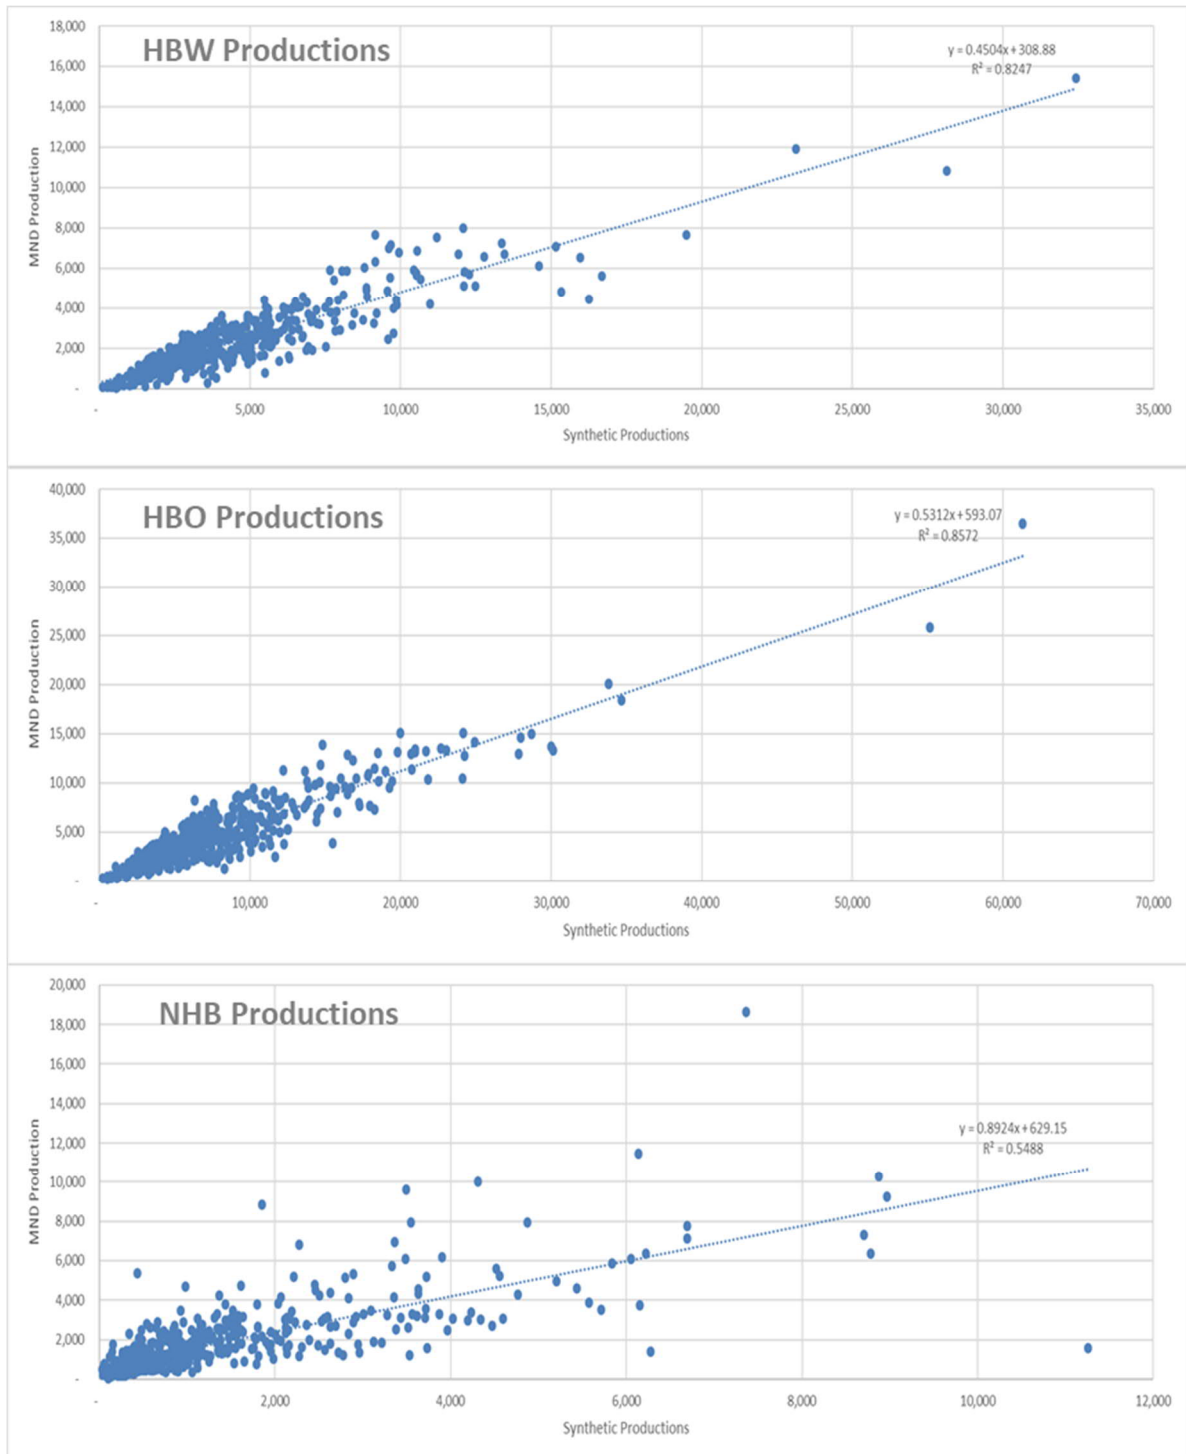 HBW Productions
y = 0.4504x + 308.88
R² = 0.8247
18,000
16,000
14,000
12,000
10,000
8,000
6,000
4,000
2,000
-
MND Production
- 5,000 10,000 15,000 20,000 25,000 30,000 35,000
Synthetic Productions
HBO Productions
y = 0.5312x + 593.07
R² = 0.8572
40,000
35,000
30,000
25,000
20,000
15,000
10,000
5,000
-
MND Production
- 10,000 20,000 30,000 40,000 50,000 60,000 70,000
Synthetic Productions
NHB Productions
y = 0.8924x + 629.15
R² = 0.5488
20,000
18,000
16,000
14,000
12,000
10,000
8,000
6,000
4,000
2,000
-
MND Production
- 2,000 4,000 6,000 8,000 10,000 12,000
Synthetic Productions